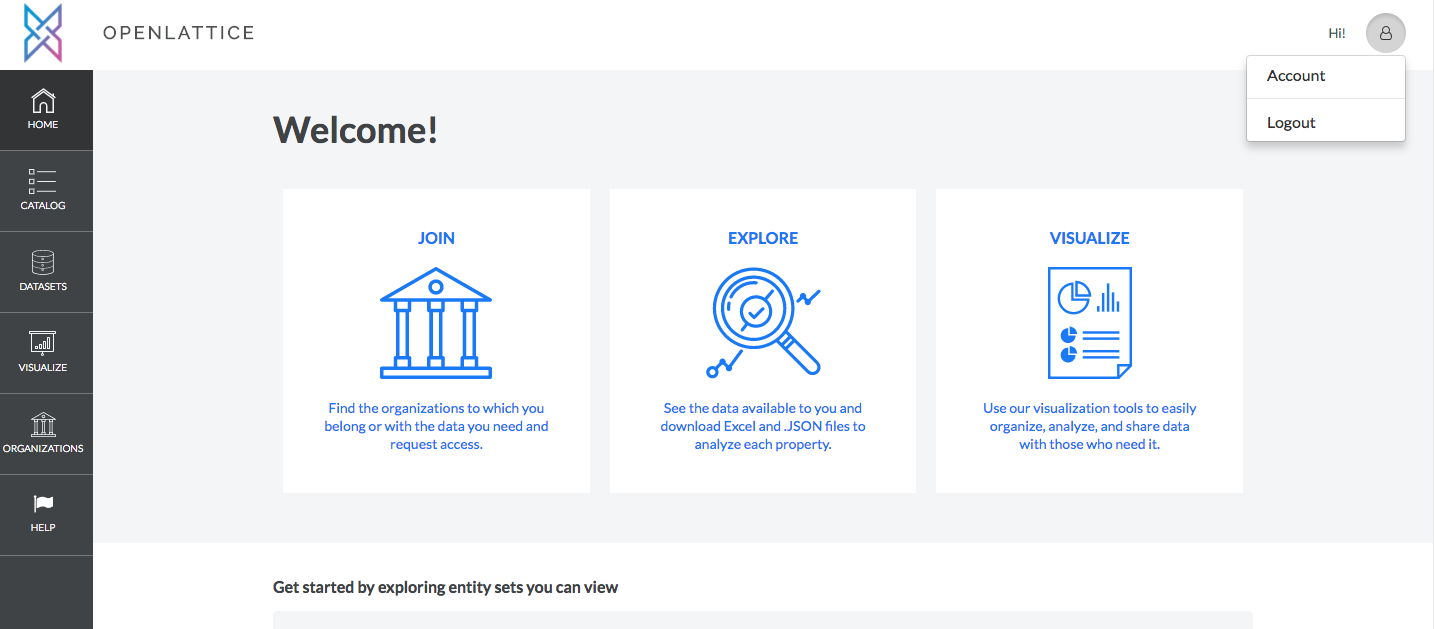 OPENLATTICE
Hi!
Account
Logout
HOME
CATALOG
DATASETS
VISUALIZE
ORGANIZATIONS
HELP
Welcome!
JOIN
Find the organizations to which you
belong or with the data you need and
request access.
EXPLORE
See the data available to you and
download Excel and .JSON files to
analyze each property.
VISUALIZE
Use our visualization tools to easily
organize, analyze, and share data
with those who need it.
Get started by exploring entity sets you can view